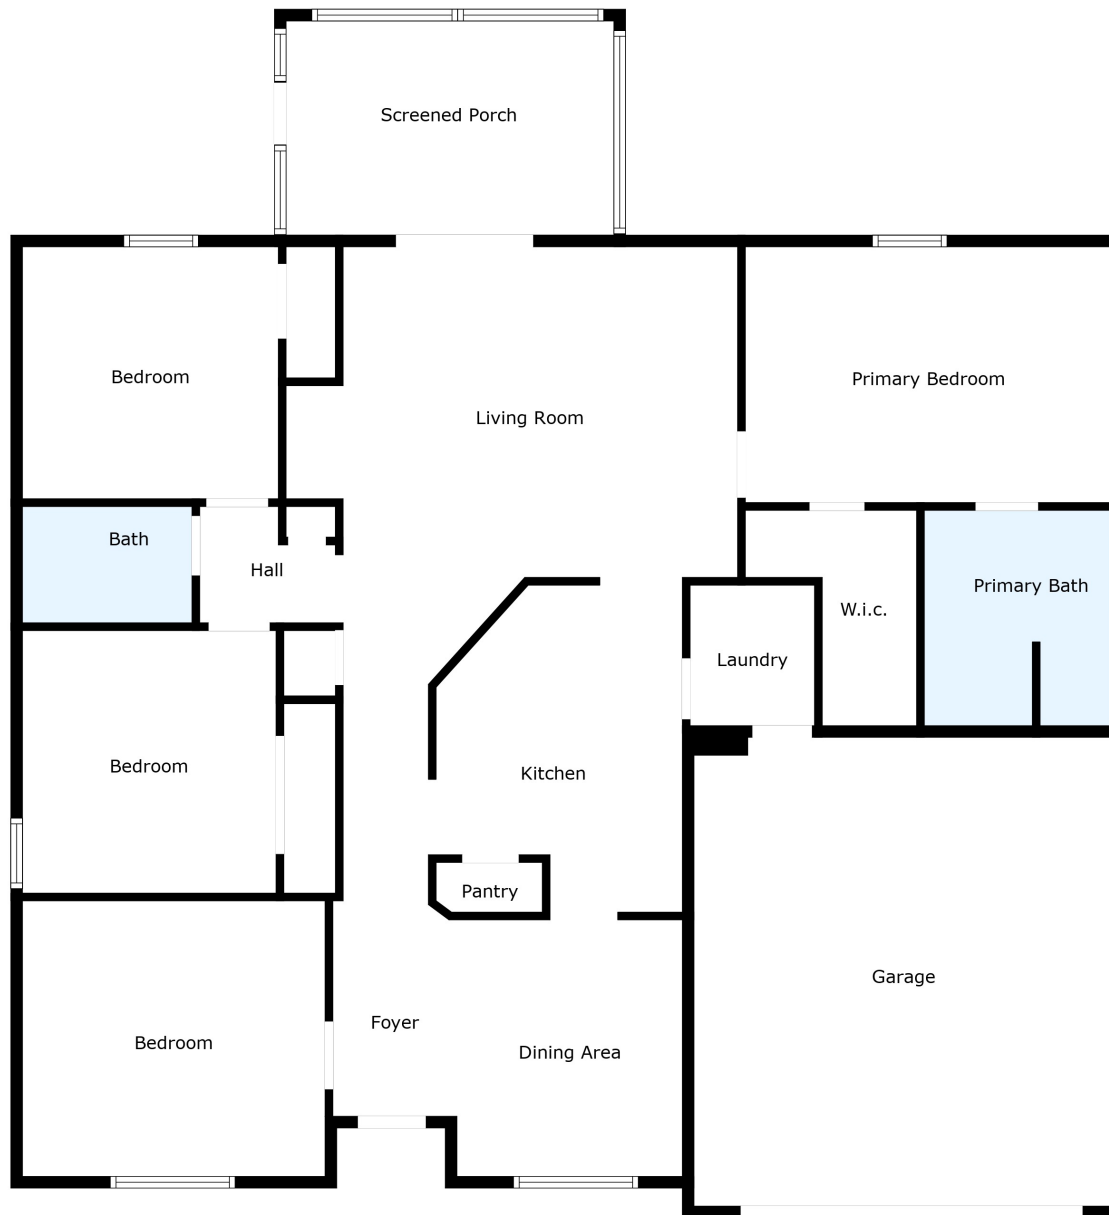 Screened Porch
Bedroom
Primary Bedroom
Living Room
Bath
Hall
Primary Bath
W.i.c.
Laundry
Bedroom
Kitchen
Pantry
Garage
Foyer
Bedroom
Dining Area